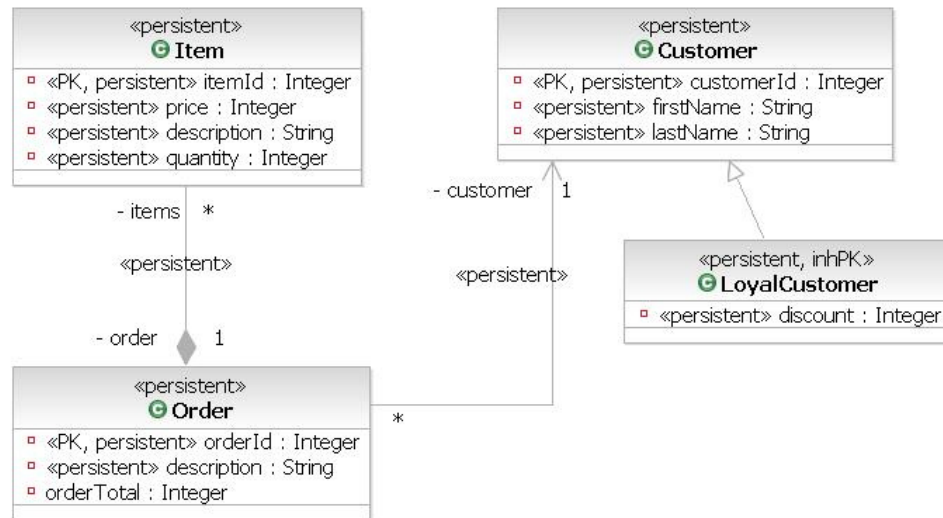 «persistent»
Item
«PK, persistent» itemId : Integer
«persistent» price : Integer
«persistent» description : String
«persistent» quantity : Integer
«persistent»
Customer
«PK, persistent» customerId : Integer
«persistent» firstName : String
«persistent» lastName : String
- items *
«persistent»
- order 1
- customer 1
«persistent»
*
«persistent, inhPK»
LoyalCustomer
«persistent» discount : Integer
«persistent»
Order
«PK, persistent» orderId : Integer
«persistent» description : String
orderTotal : Integer